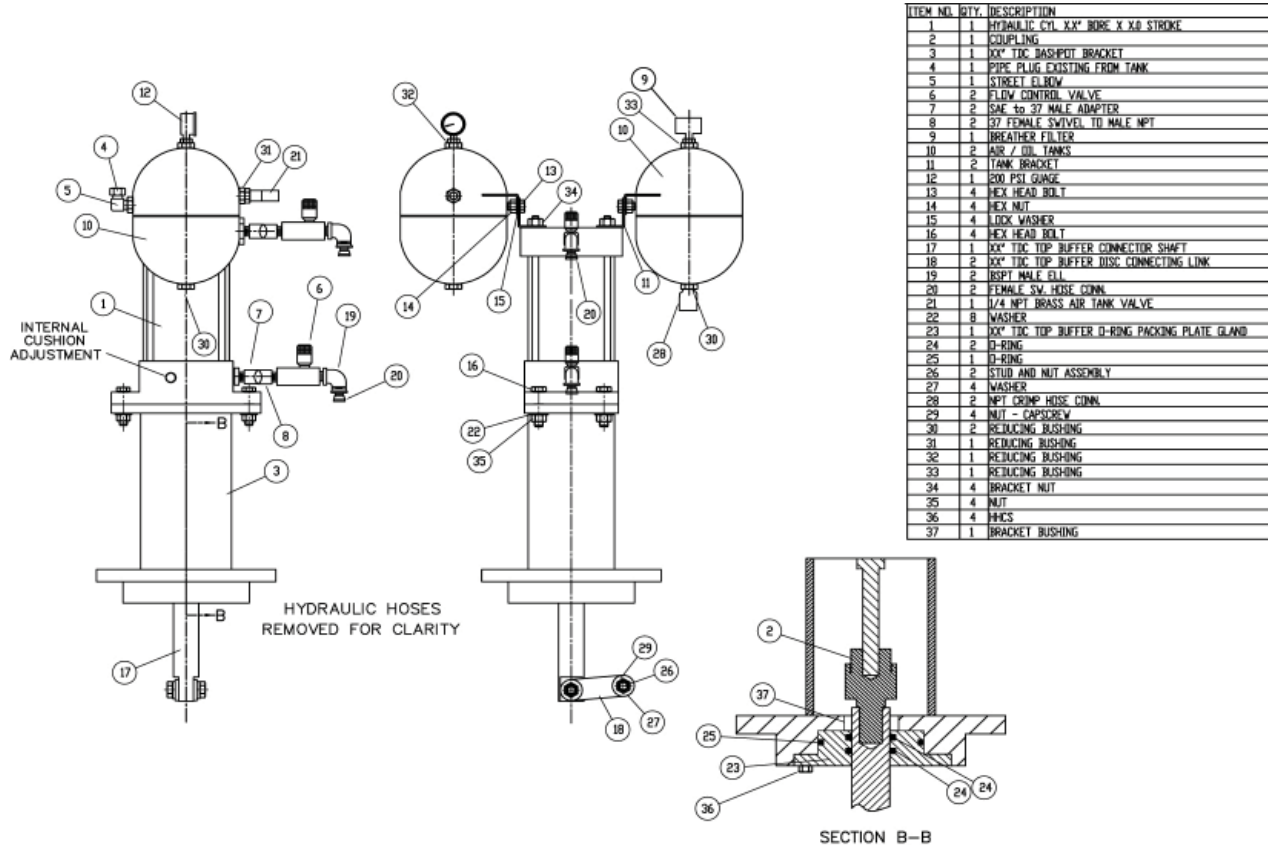 12
4
5
10
1
INTERNAL
CUSHION
ADJUSTMENT
31
21
30
7
6
19
20
8
B
3
B
17
HYDRAULIC HOSES
REMOVED FOR CLARITY
32
13
34
14
15
33
9
10
11
20
28
30
16
22
35
29
26
27
18
ITEM NO. QTY. DESCRIPTION
1 1 HYDAULIC CYL X.X" BORE X X.0 STROKE
2 1 COUPLING
3 1 XX" TDC DASHPOT BRACKET
4 1 PIPE PLUG EXISTING FROM TANK
5 1 STREET ELBOW
6 2 FLOW CONTROL VALVE
7 2 SAE to 37 MALE ADAPTER
8 2 37 FEMALE SWIVEL TO MALE NPT
9 1 BREATHER FILTER
10 2 AIR / OIL TANKS
11 2 TANK BRACKET
12 1 200 PSI GUAGE
13 4 HEX HEAD BOLT
14 4 HEX NUT
15 4 LOCK WASHER
16 4 HEX HEAD BOLT
17 1 XX" TDC TOP BUFFER CONNECTOR SHAFT
18 2 XX" TDC TOP BUFFER DISC CONNECTING LINK
19 2 BSPT MALE ELL
20 2 FEMALE SW. HOSE CONN.
21 1 1/4 NPT BRASS AIR TANK VALVE
22 8 WASHER
23 1 XX" TDC TOP BUFFER O-RING PACKING PLATE GLAND
24 2 O-RING
25 1 O-RING
26 2 STUD AND NUT ASSEMBLY
27 4 WASHER
28 2 NPT CRIMP HOSE CONN.
29 4 NUT - CAPSCREW
30 2 REDUCING BUSHING
31 1 REDUCING BUSHING
32 1 REDUCING BUSHING
33 1 REDUCING BUSHING
34 4 BRACKET NUT
35 4 NUT
36 4 HHCS
37 1 BRACKET BUSHING
2
37
25
23
36
24
24
SECTION B-B